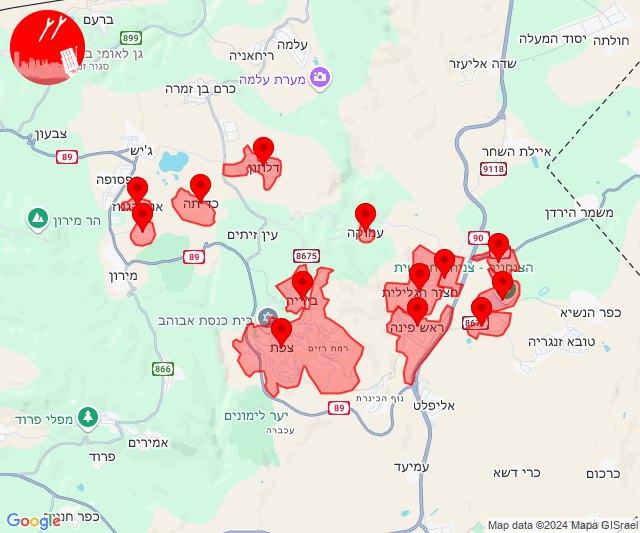 ברעם
899
גן לאומי ב
סגור זמ
עלמה
ריחאניה
מערת עלמה
יסוד המעלה
חולתה
שדה אליעזר
כרם בן זמרה
צבעון
ג'יש
89
ספסופה
דלתון
איילת השחר
9118
הר מירון
כדיתה
עין זיתים
עמוקה
משמר הירדן
90
מירון
89
8675
ביריה
חצור הגלילית
כפר הנשיא
בית כנסת אבוהב
צפת
רמת רזים
ראש פינה
טובא זנגריה
866
נוף הכינרת
89
אליפלט
יער לימונים
עכברה
מפלי פרוד
אמירים
פרוד
עמיעד
כרי דשא
כרכום
כפר חנניה
Google
Map data ©2024 Mapa GISrael